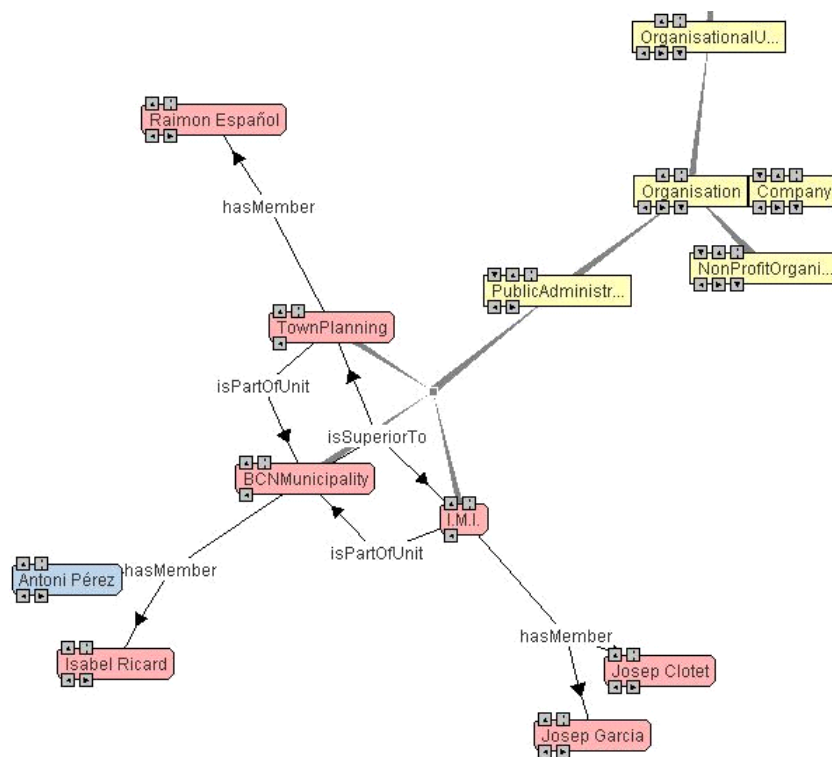 OrganisationalU...
Raimon Español
Organisation
Company
hasMember
NonProfitOrgani...
PublicAdministr...
TownPlanning
isPartOfUnit
isSuperiorTo
BCNMunicipality
I.M.I.
isPartOfUnit
Antoni Pérez
hasMember
hasMember
Isabel Ricard
Josep Clotet
Josep Garcia